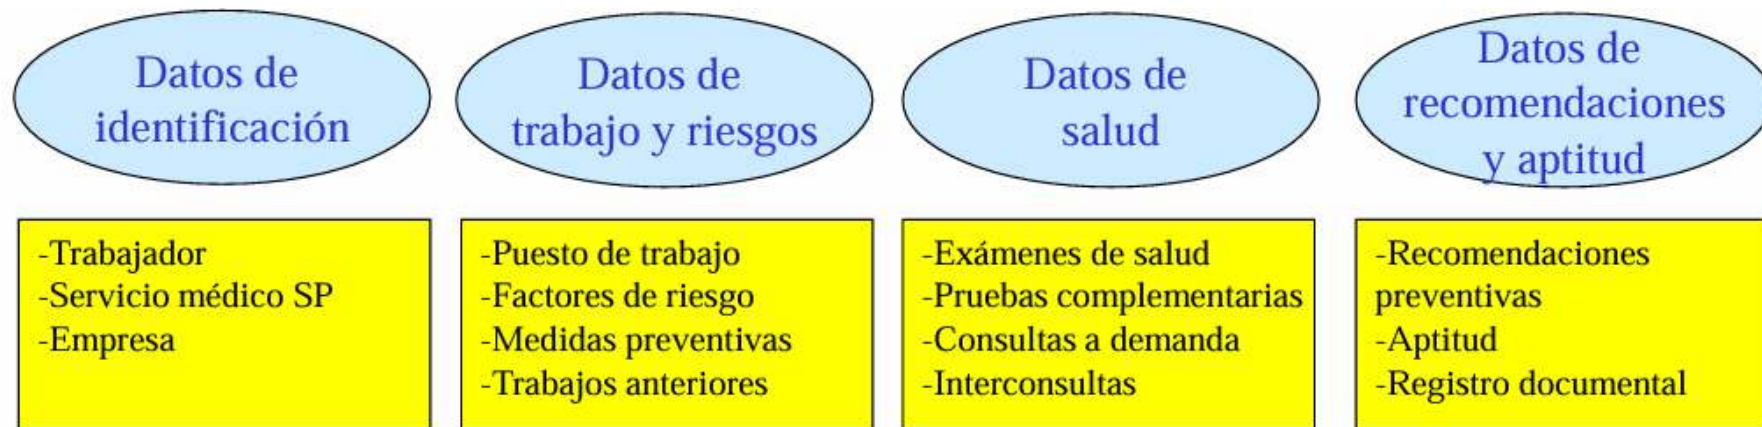 Datos de
identificación
Datos de
trabajo y riesgos
Datos de
salud
Datos de
recomendaciones
y aptitud
-Trabajador
-Servicio médico SP
-Empresa
-Puesto de trabajo
-Factores de riesgo
-Medidas preventivas
-Trabajos anteriores
-Exámenes de salud
-Pruebas complementarias
-Consultas a demanda
-Interconsultas
-Recomendaciones
preventivas
-Aptitud
-Registro documental